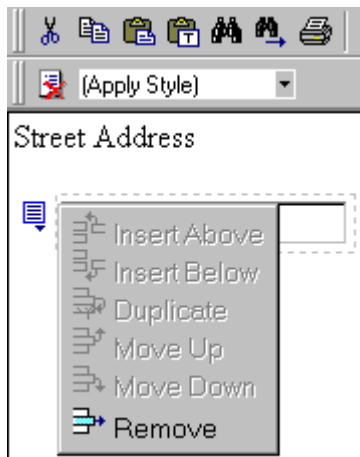 (Apply Style)
Street Address
Insert Above
Insert Below
Duplicate
Move Up
Move Down
Remove